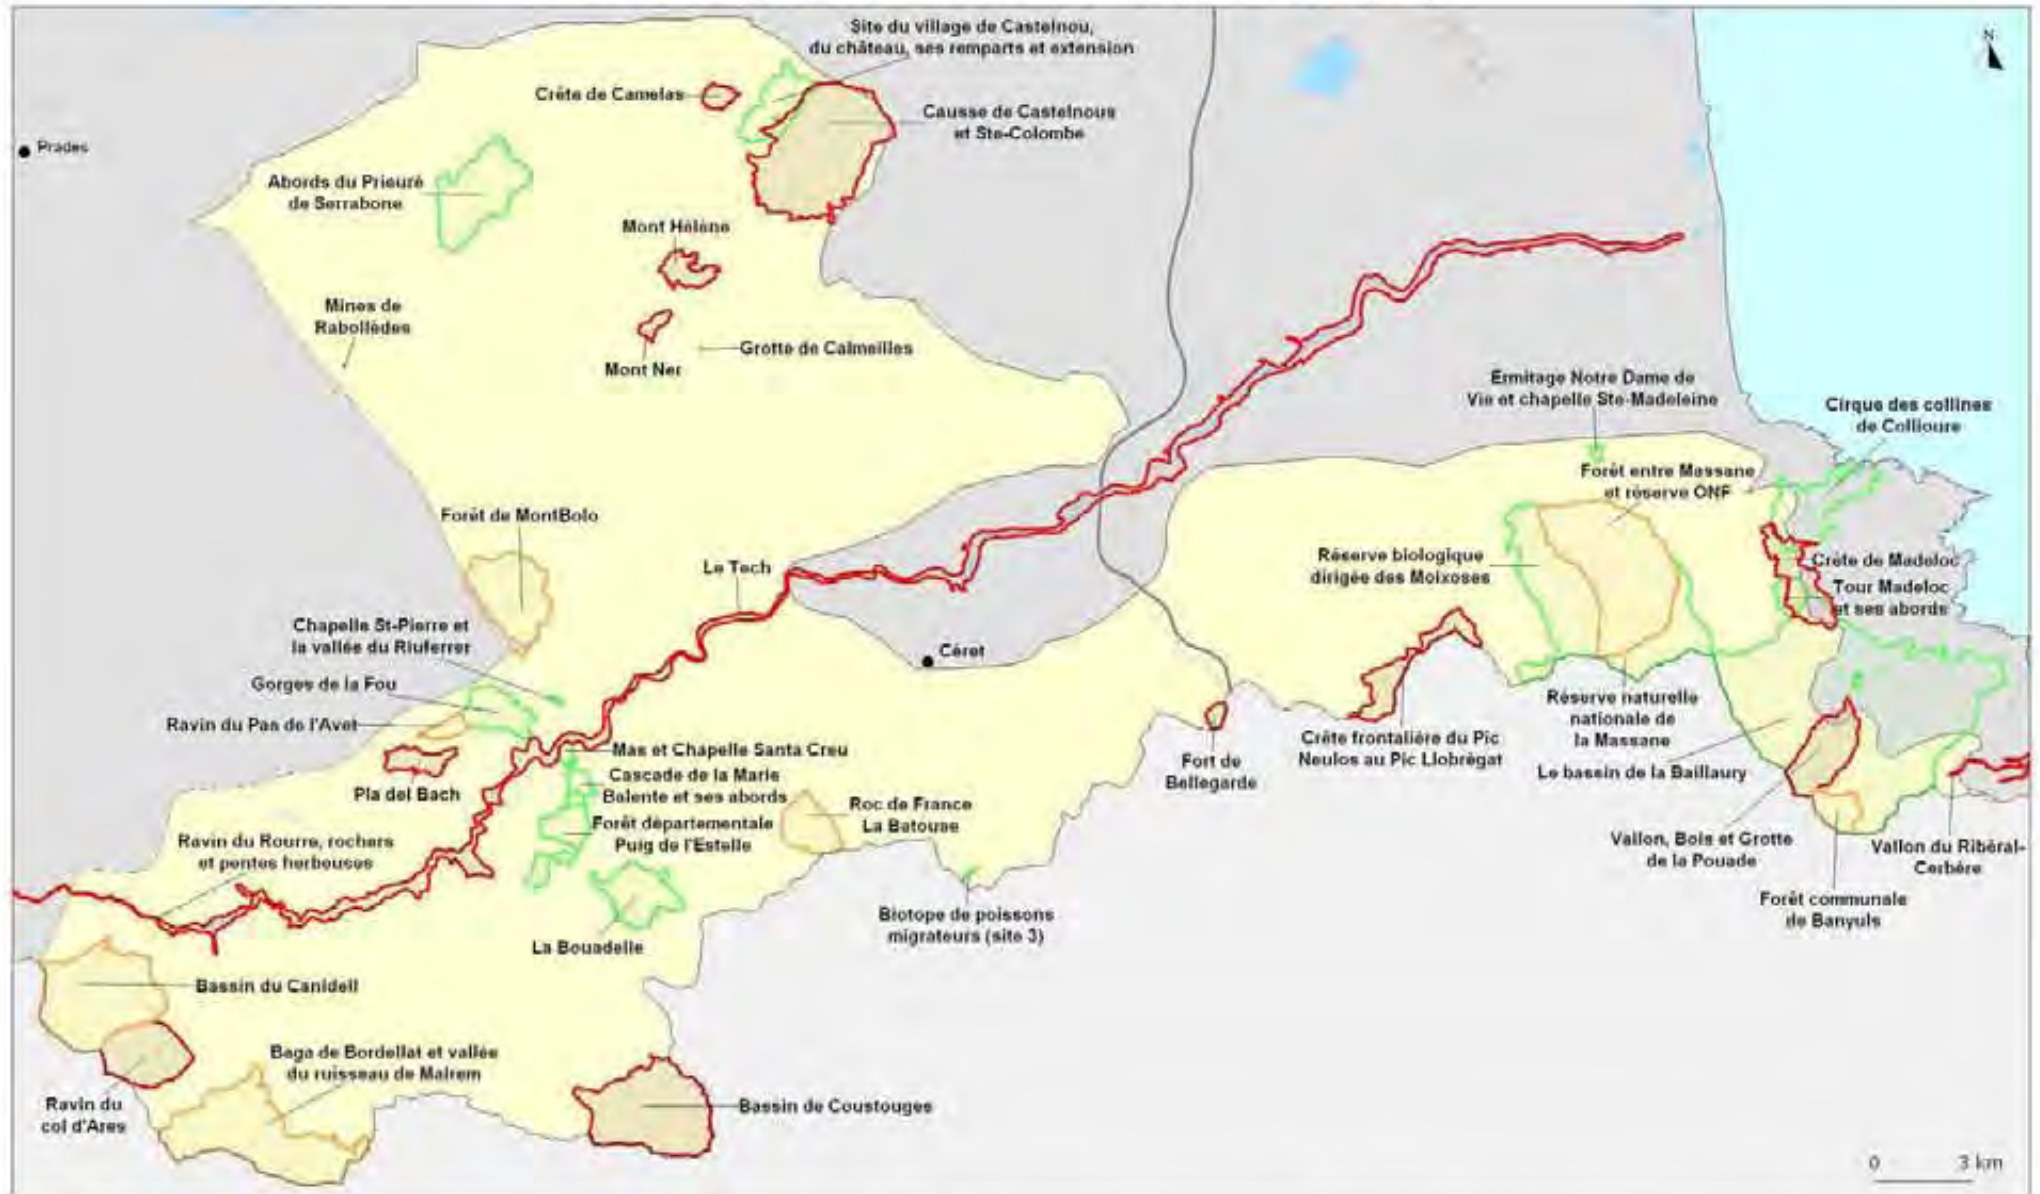 Site du village de Castelnou,
du château, ses remparts et extension
N
Crête de Camelas
Causse de Castelnous
et Ste-Colombe
Prades
Abords du Prieuré
de Serrabone
Mont Hélène
Mines de
Rabollèdes
Grotte de Calmeilles
Mont Ner
Ermitage Notre Dame de
Vie et chapelle Ste-Madeleine
Cirque des collines
de Collioure
Forêt entre Massane
et réserve ONF
Forêt de MontBolo
Réserve biologique
dirigée des Moixoses
Crête de Madeloc
Tour Madeloc
et ses abords
Le Tech
Chapelle St-Pierre et
la vallée du Riuferrer
Céret
Gorges de la Fou
Ravin du Pas de l'Avet
Réserve naturelle
nationale de
la Massane
Mas et Chapelle Santa Creu
Crête frontalière du Pic
Neulos au Pic Llobrégat
Fort de
Bellegarde
Le bassin de la Baillaury
Cascade de la Marie
Balente et ses abords
Pla del Bach
Roc de France
La Batouse
Forêt départementale
Puig de l'Estelle
Ravin du Rourre, rochers
et pentes herbeuses
Vallon, Bois et Grotte
de la Pouade
Vallon du Ribéral-
Cerbère
Forêt communale
de Banyuls
Biotope de poissons
migrateurs (site 3)
La Bouadelle
Bassin du Canidell
Baga de Bordellat et vallée
du ruisseau de Malrem
Ravin du
col d'Ares
Bassin de Coustouges
0 3 km